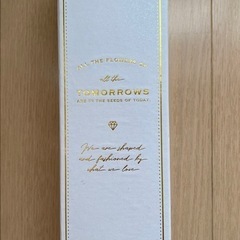 ALL THE FLOWERS OF
all the
TOMORROWS
ARE IN THE SEEDS OF TODAY.
We are shaped
and fashioned by
what we love